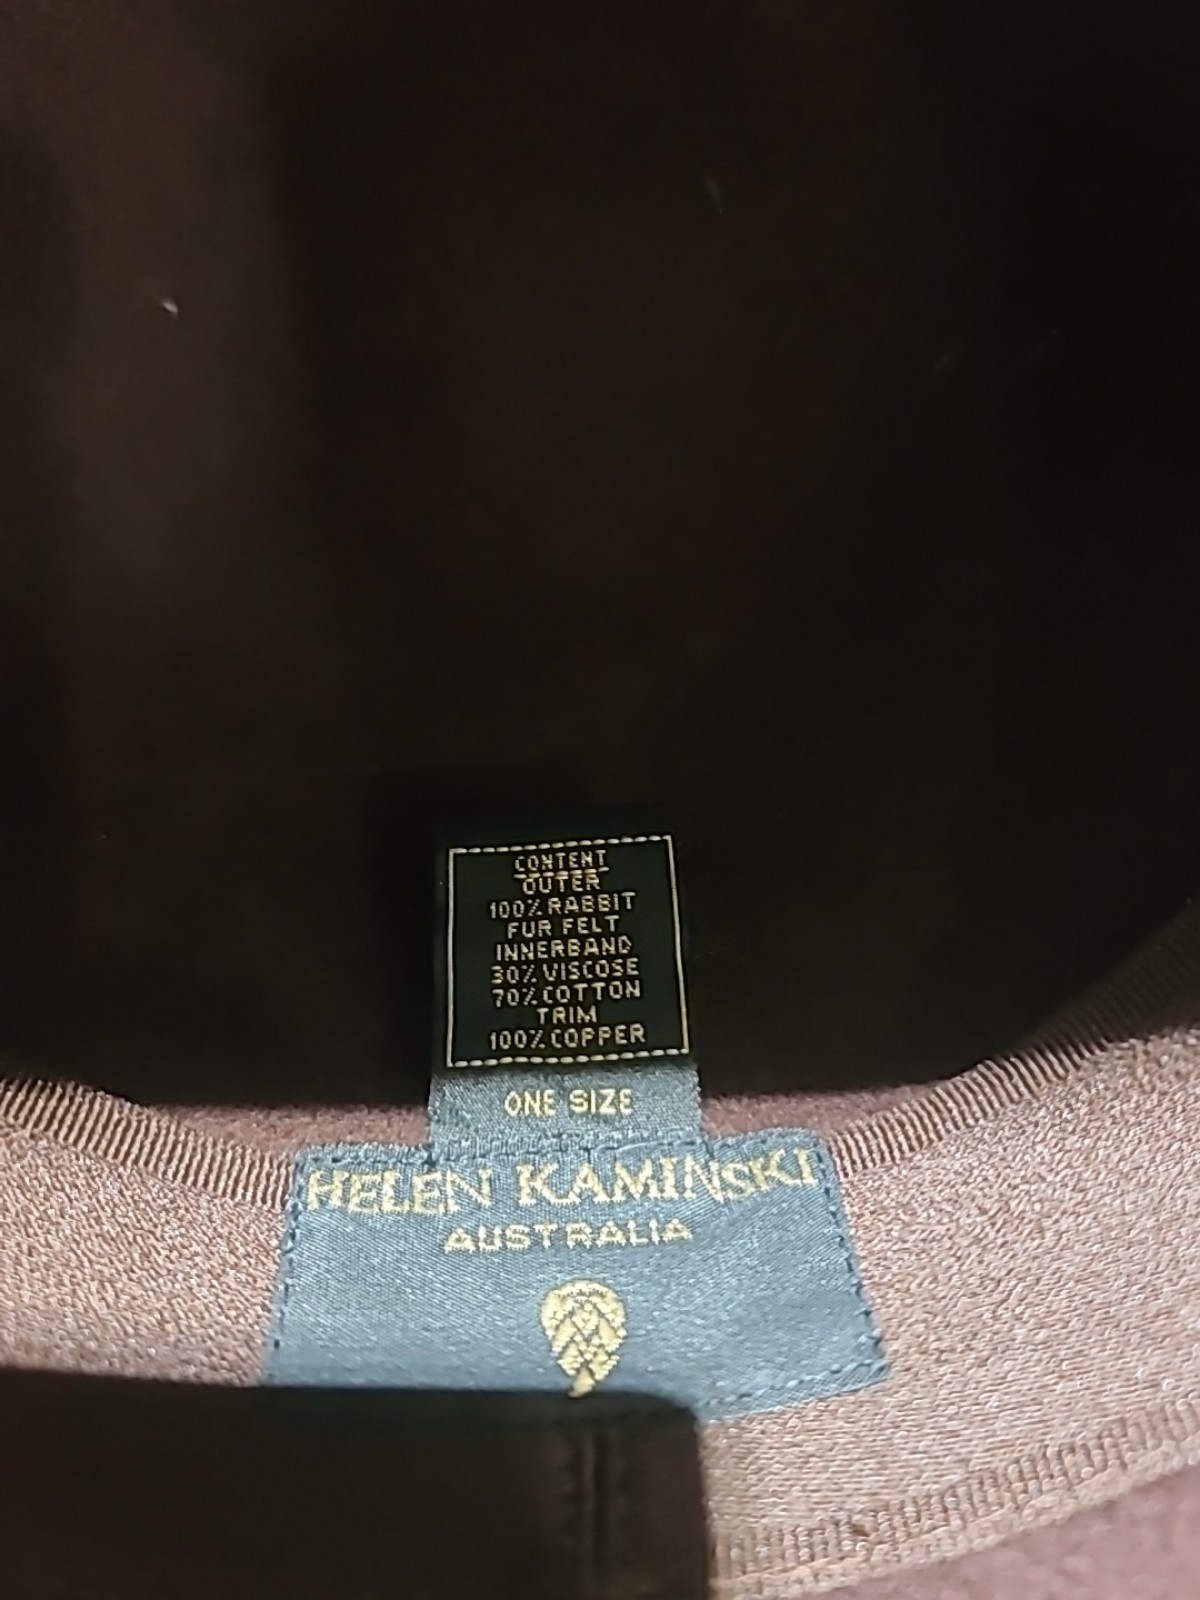 CONTENT
OUTER
100% RABBIT
FUR FELT
INNERBAND
30% VISCOSE
70% COTTON
TRIM
100% COPPER
ONE SIZE
HELEN KAMINSKI
AUSTRALIA